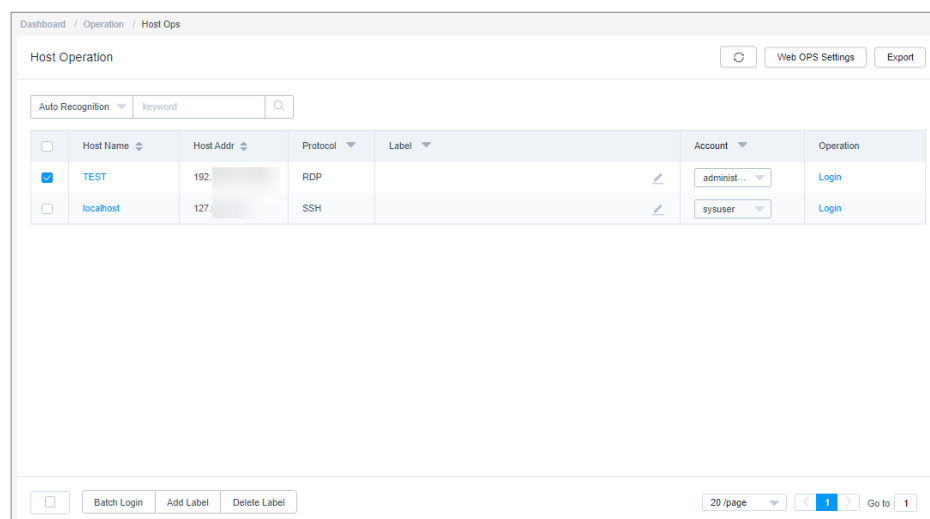 Dashboard / Operation / Host Ops
Host Operation
Web OPS Settings
Export
Auto Recognition
keyword
Host Name Host Addr Protocol Label Account Operation
TEST 192. RDP administ... Login
localhost 127. SSH sysuser Login
Batch Login Add Label Delete Label
20 /page 1 Go to 1